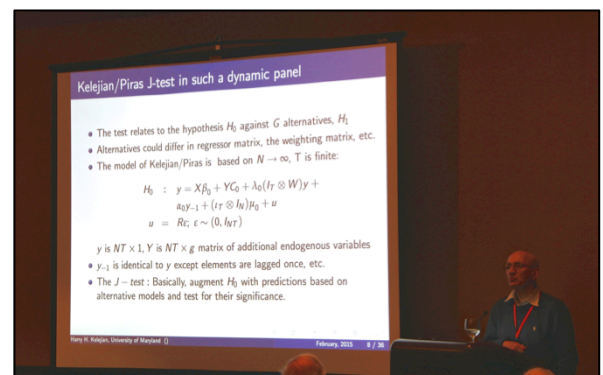 Kelejian/Piras J-test in such a dynamic panel
• The test relates to the hypothesis H₀ against G alternatives, H₁
• Alternatives could differ in regressor matrix, the weighting matrix, etc.
• The model of Kelejian/Piras is based on N → ∞, T is finite:
H₀ : y = Xβ₀ + YC₀ + λ₀(I_T ⊗ W)y +
α₀y₋₁ + (ι_T ⊗ I_N)μ₀ + u
u = Rε; ε ∼ (0, I_NT)
y is NT × 1, Y is NT × g matrix of additional endogenous variables
• y₋₁ is identical to y except elements are lagged once, etc.
• The J − test : Basically, augment H₀ with predictions based on
alternative models and test for their significance.
Harry H. Kelejian, University of Maryland () February, 2015 8 / 36